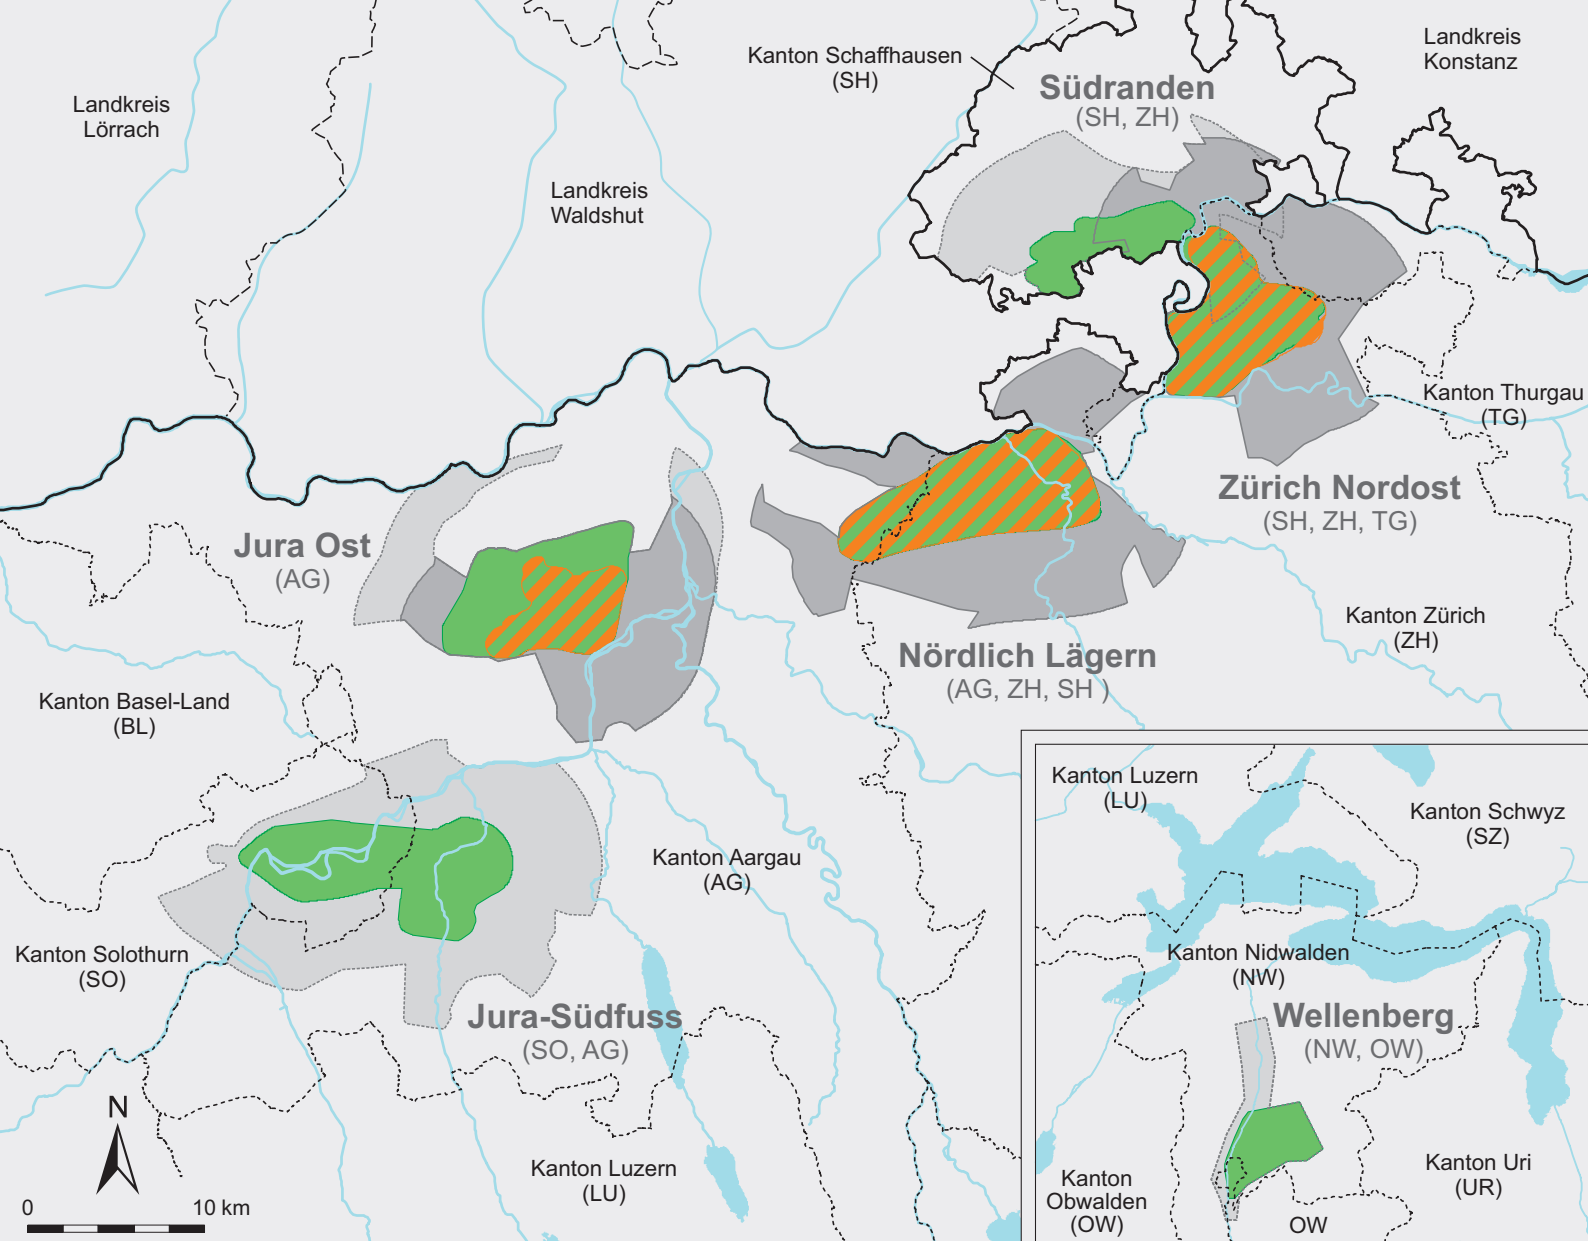 Kanton Schaffhausen
(SH)
Landkreis
Konstanz
Südranden
(SH, ZH)
Landkreis
Lörrach
Landkreis
Waldshut
Kanton Thurgau
(TG)
Zürich Nordost
(SH, ZH, TG)
Jura Ost
(AG)
Kanton Zürich
(ZH)
Nördlich Lägern
(AG, ZH, SH )
Kanton Basel-Land
(BL)
Kanton Luzern
(LU)
Kanton Schwyz
(SZ)
Kanton Aargau
(AG)
Kanton Solothurn
(SO)
Kanton Nidwalden
(NW)
Jura-Südfuss
(SO, AG)
Wellenberg
(NW, OW)
N
0 10 km
Kanton Luzern
(LU)
Kanton
Obwalden
(OW)
Kanton Uri
(UR)
OW